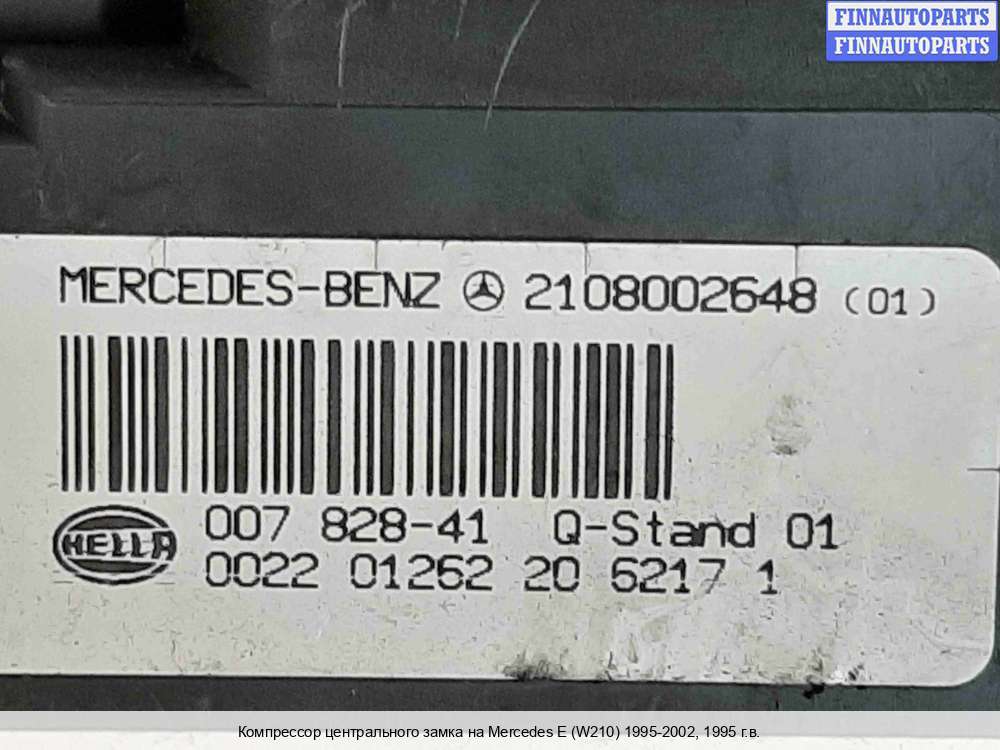 FINNAUTOPARTS
FINNAUTOPARTS
MERCEDES-BENZ 2108002648 (01)
HELLA
007 828-41 Q-Stand 01
0022 01262 20 6217 1
Компрессор центрального замка на Mercedes E (W210) 1995-2002, 1995 г.в.